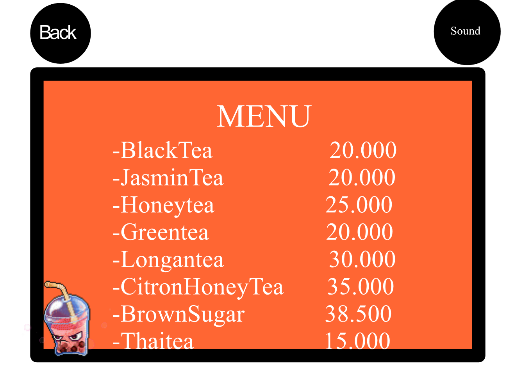 Back
Sound
MENU
-BlackTea 20.000
-JasminTea 20.000
-Honeytea 25.000
-Greentea 20.000
-Longantea 30.000
-CitronHoneyTea 35.000
-BrownSugar 38.500
-Thaitea 15.000